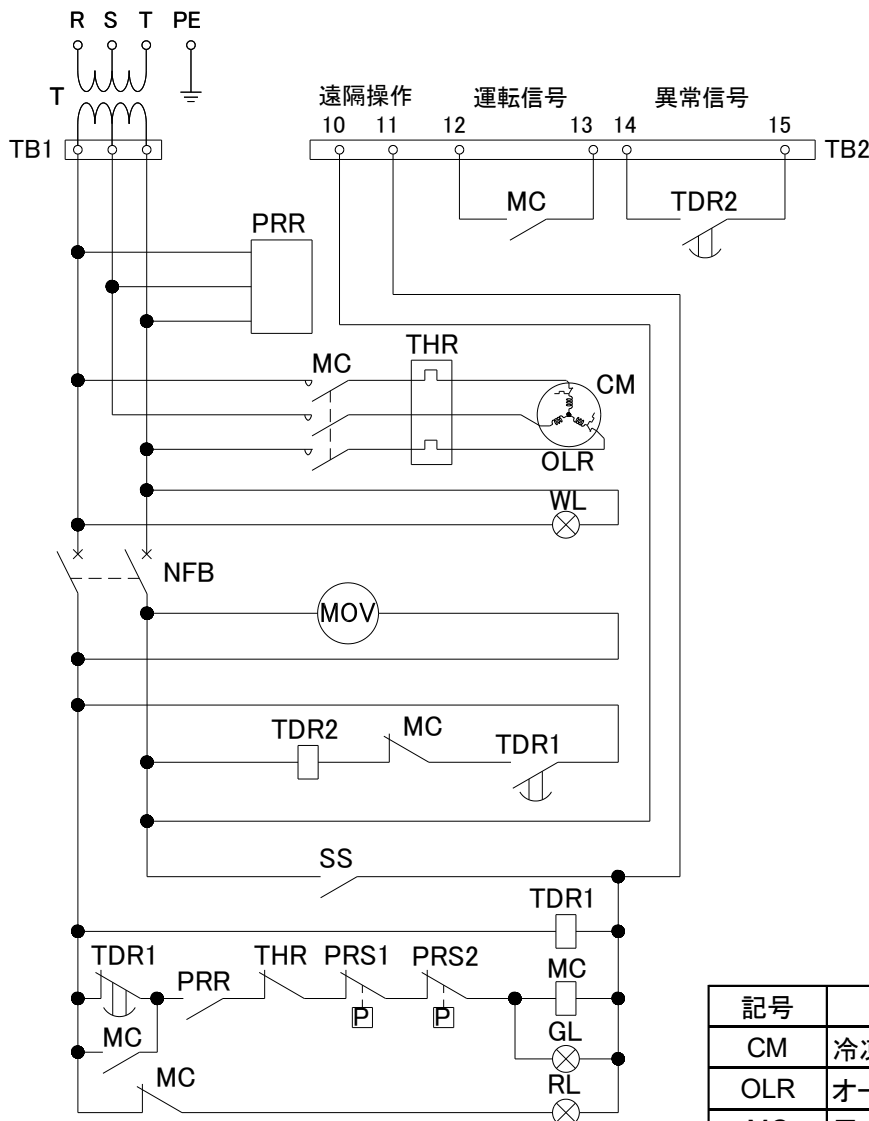 R S T PE
T
遠隔操作 運転信号 異常信号
10 11 12 13 14 15
TB1
TB2
MC
TDR2
PRR
MC
THR
CM
OLR
WL
NFB
MOV
TDR2
MC
TDR1
SS
TDR1
TDR1
PRR
THR
PRS1
PRS2
MC
P
P
MC
GL
MC
RL
記号
CM
OLR